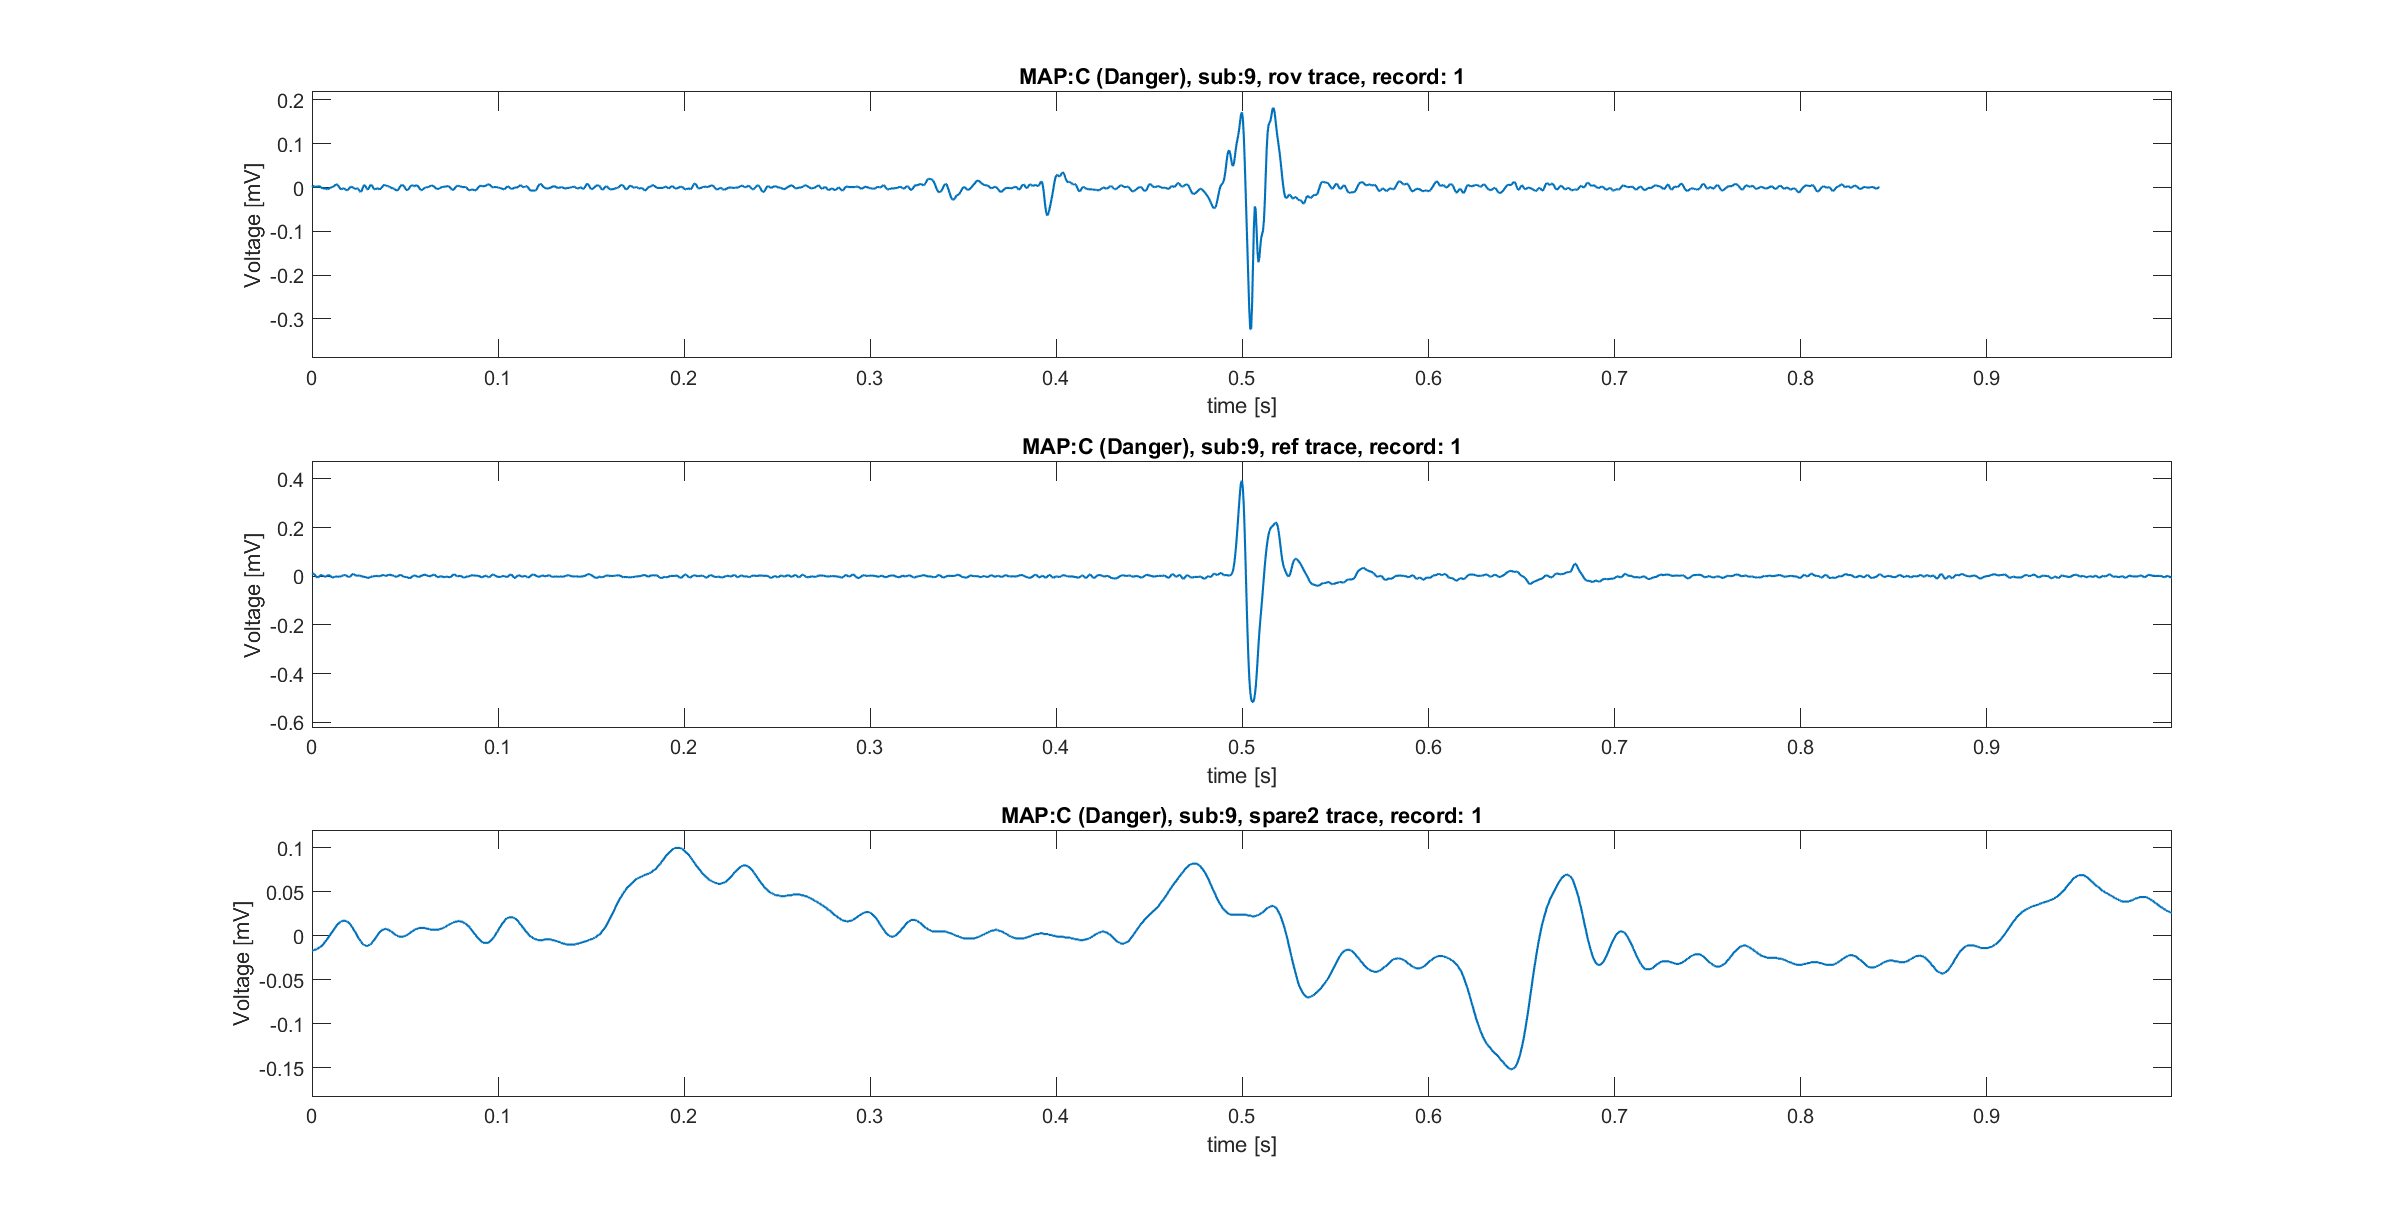 MAP:C (Danger), sub:9, rov trace, record: 1
0.2
0.1
0
-0.1
-0.2
-0.3
Voltage [mV]
0 0.1 0.2 0.3 0.4 0.5 0.6 0.7 0.8 0.9
time [s]
MAP:C (Danger), sub:9, ref trace, record: 1
0.4
0.2
0
-0.2
-0.4
-0.6
Voltage [mV]
0 0.1 0.2 0.3 0.4 0.5 0.6 0.7 0.8 0.9
time [s]
MAP:C (Danger), sub:9, spare2 trace, record: 1
0.1
0.05
0
-0.05
-0.1
-0.15
Voltage [mV]
0 0.1 0.2 0.3 0.4 0.5 0.6 0.7 0.8 0.9
time [s]